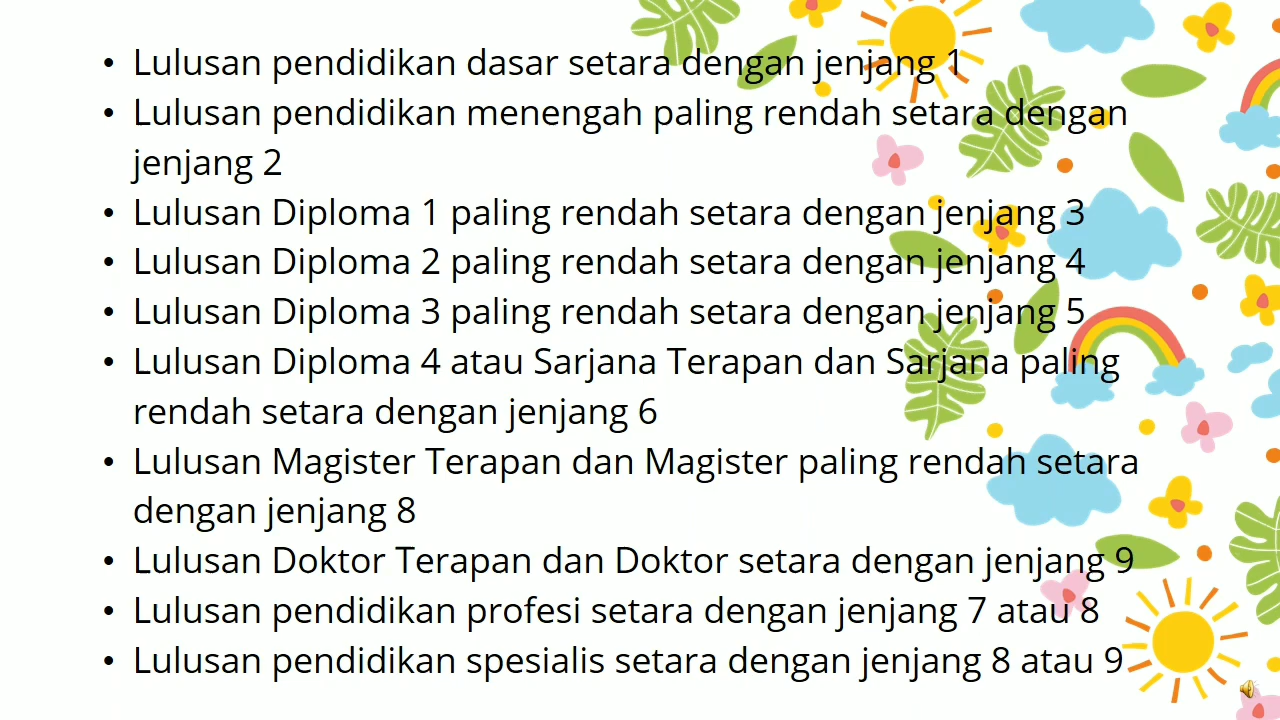 • Lulusan pendidikan dasar setara dengan jenjang 1
• Lulusan pendidikan menengah paling rendah setara dengan
jenjang 2
• Lulusan Diploma 1 paling rendah setara dengan jenjang 3
• Lulusan Diploma 2 paling rendah setara dengan jenjang 4
• Lulusan Diploma 3 paling rendah setara dengan jenjang 5
• Lulusan Diploma 4 atau Sarjana Terapan dan Sarjana paling
rendah setara dengan jenjang 6
• Lulusan Magister Terapan dan Magister paling rendah setara
dengan jenjang 8
• Lulusan Doktor Terapan dan Doktor setara dengan jenjang 9
• Lulusan pendidikan profesi setara dengan jenjang 7 atau 8
• Lulusan pendidikan spesialis setara dengan jenjang 8 atau 9